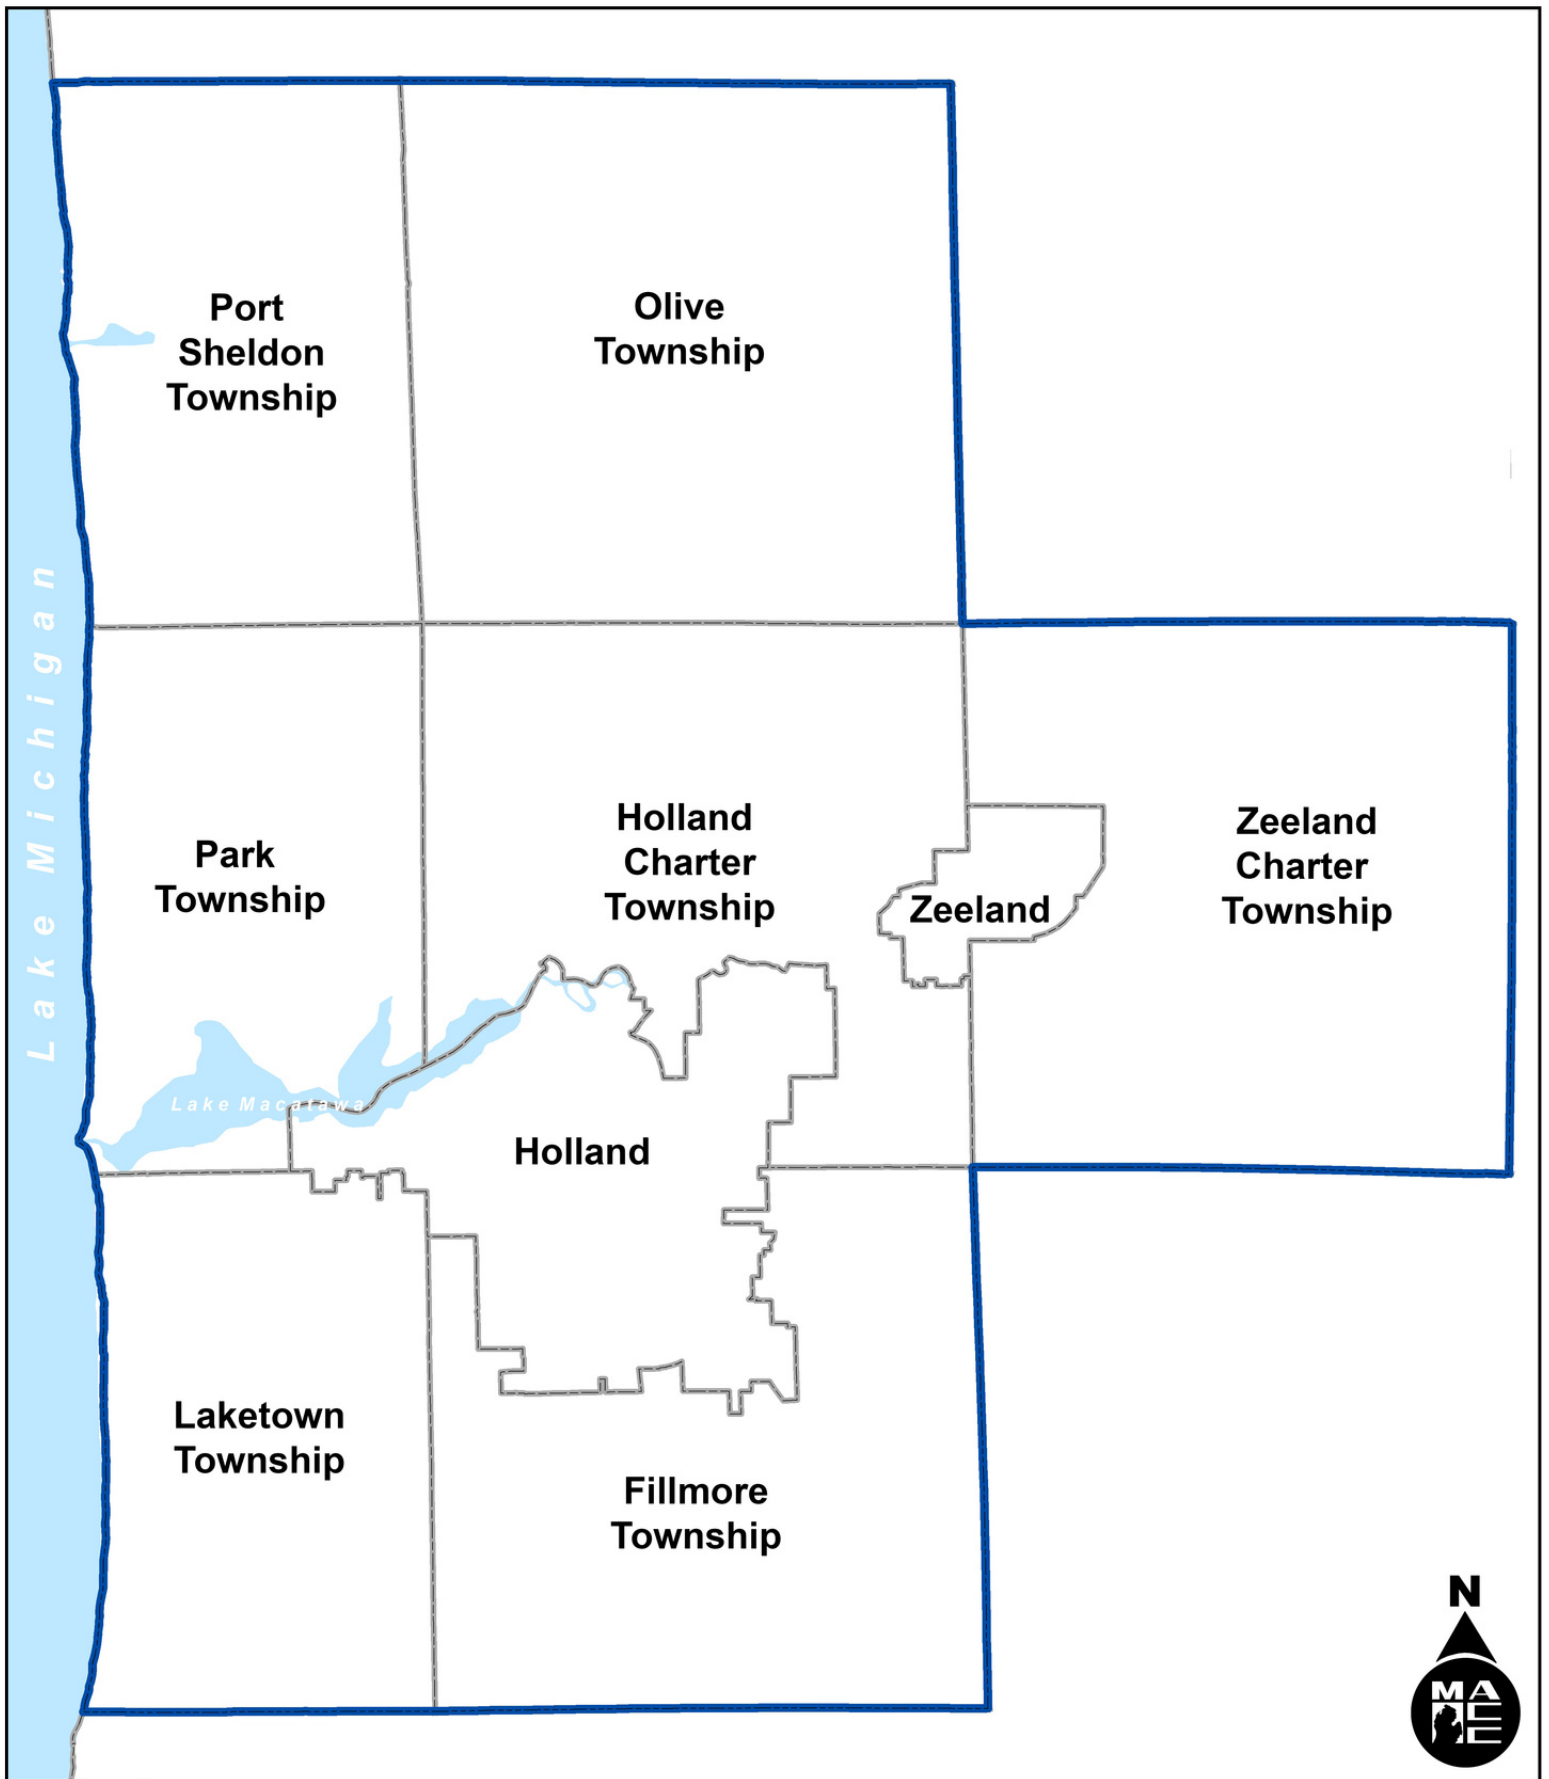 Port
Sheldon
Township
Olive
Township
Lake Michigan
Park
Township
Holland
Charter
Township
Zeeland
Zeeland
Charter
Township
Lake Macatawa
Holland
Laketown
Township
Fillmore
Township
N
MA
CC